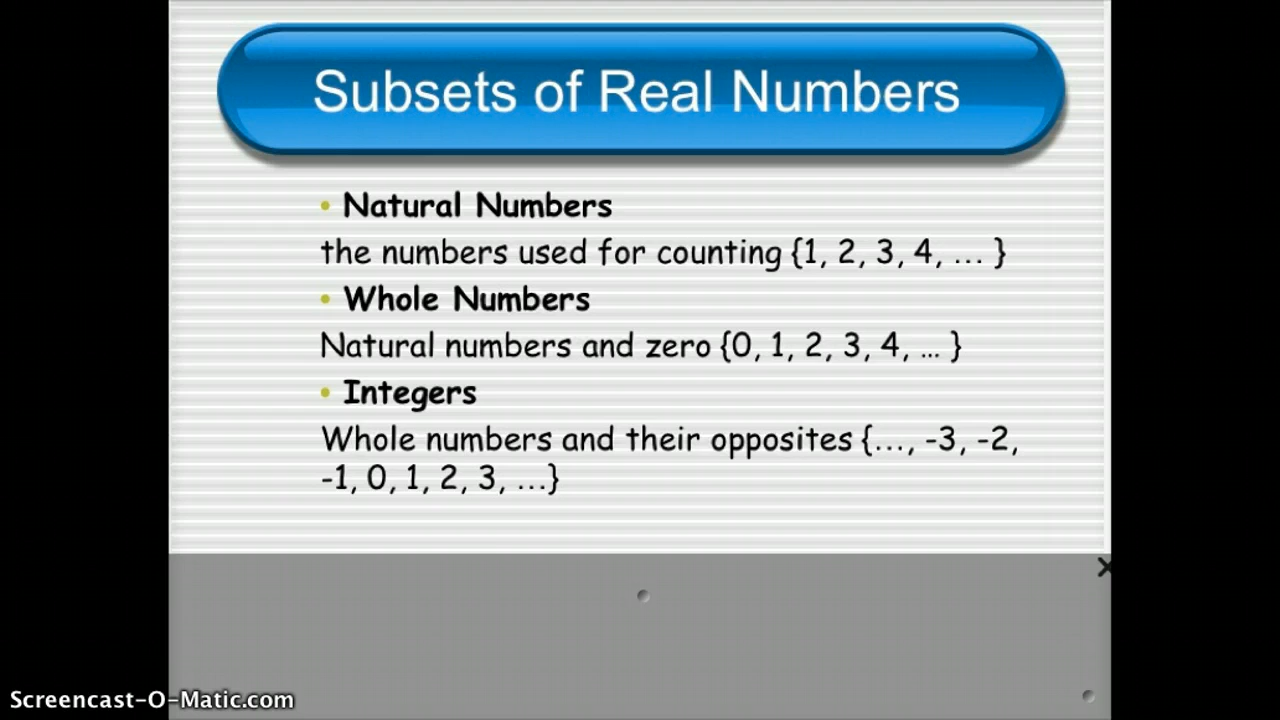 Subsets of Real Numbers
• Natural Numbers
the numbers used for counting {1, 2, 3, 4, … }
• Whole Numbers
Natural numbers and zero {0, 1, 2, 3, 4, … }
• Integers
Whole numbers and their opposites {…, -3, -2,
-1, 0, 1, 2, 3, …}
Screencast-O-Matic.com